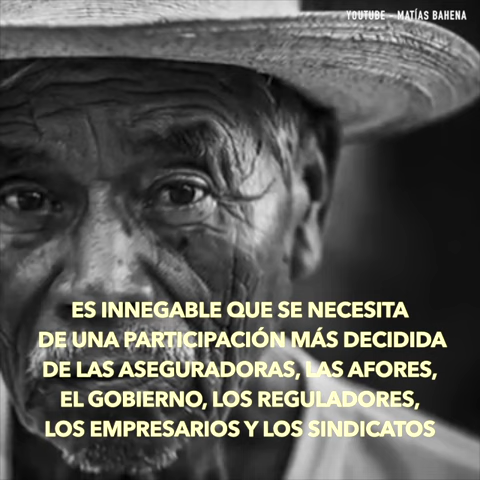 YOUTUBE - MATÍAS BAHENA
ES INNEGABLE QUE SE NECESITA
DE UNA PARTICIPACIÓN MÁS DECIDIDA
DE LAS ASEGURADORAS, LAS AFORES,
EL GOBIERNO, LOS REGULADORES,
LOS EMPRESARIOS Y LOS SINDICATOS